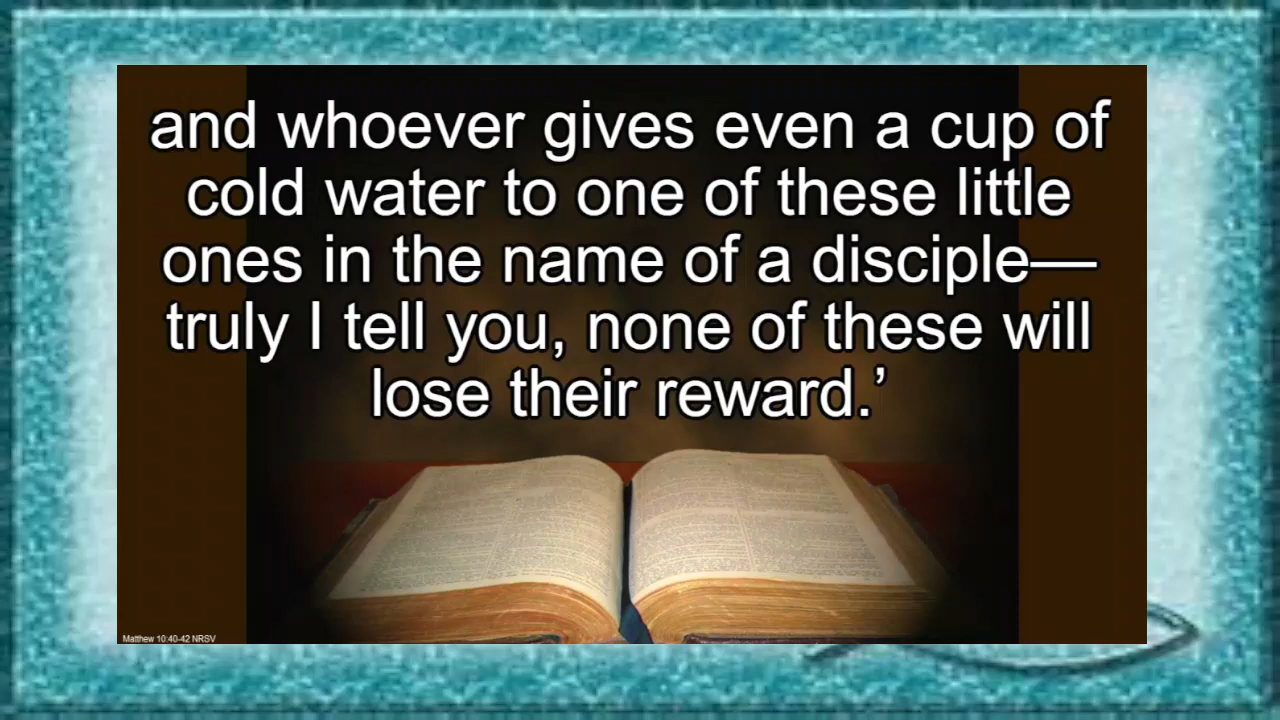 and whoever gives even a cup of
cold water to one of these little
ones in the name of a disciple—
truly I tell you, none of these will
lose their reward.’
Matthew 10:40-42 NRSV